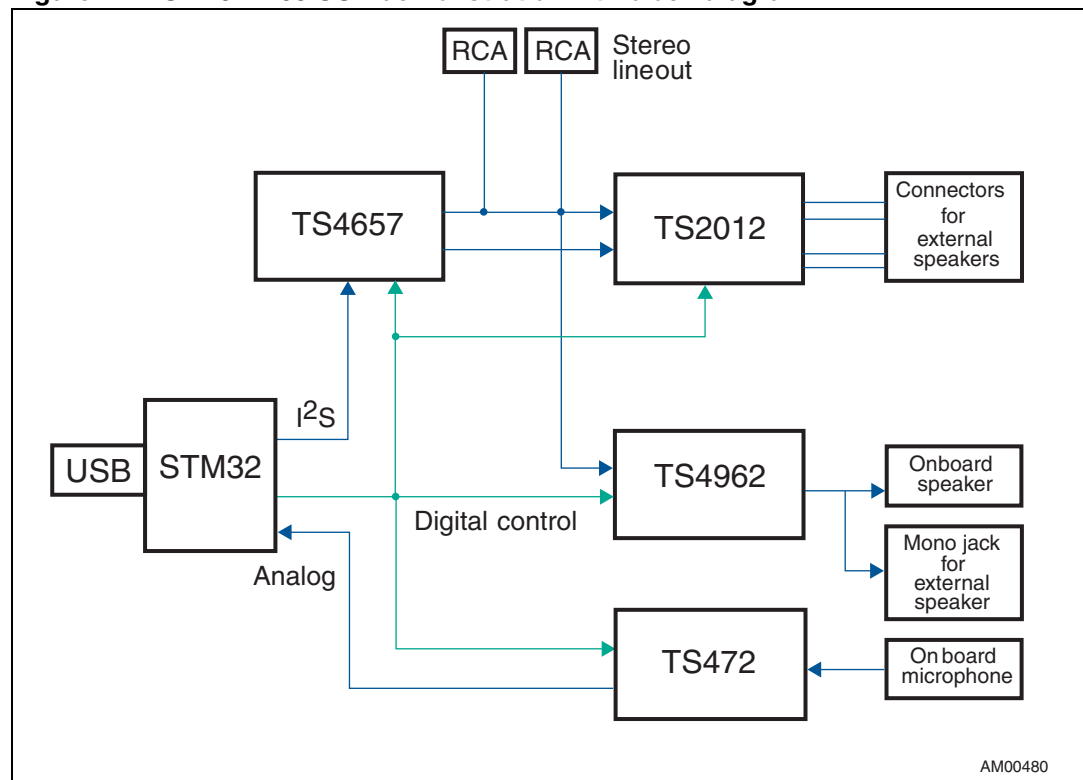 RCA
RCA
Stereo
lineout
TS4657
TS2012
Connectors
for
external
speakers
I²S
USB
STM32
TS4962
Onboard
speaker
Digital control
Mono jack
for
external
speaker
Analog
TS472
On board
microphone
AM00480